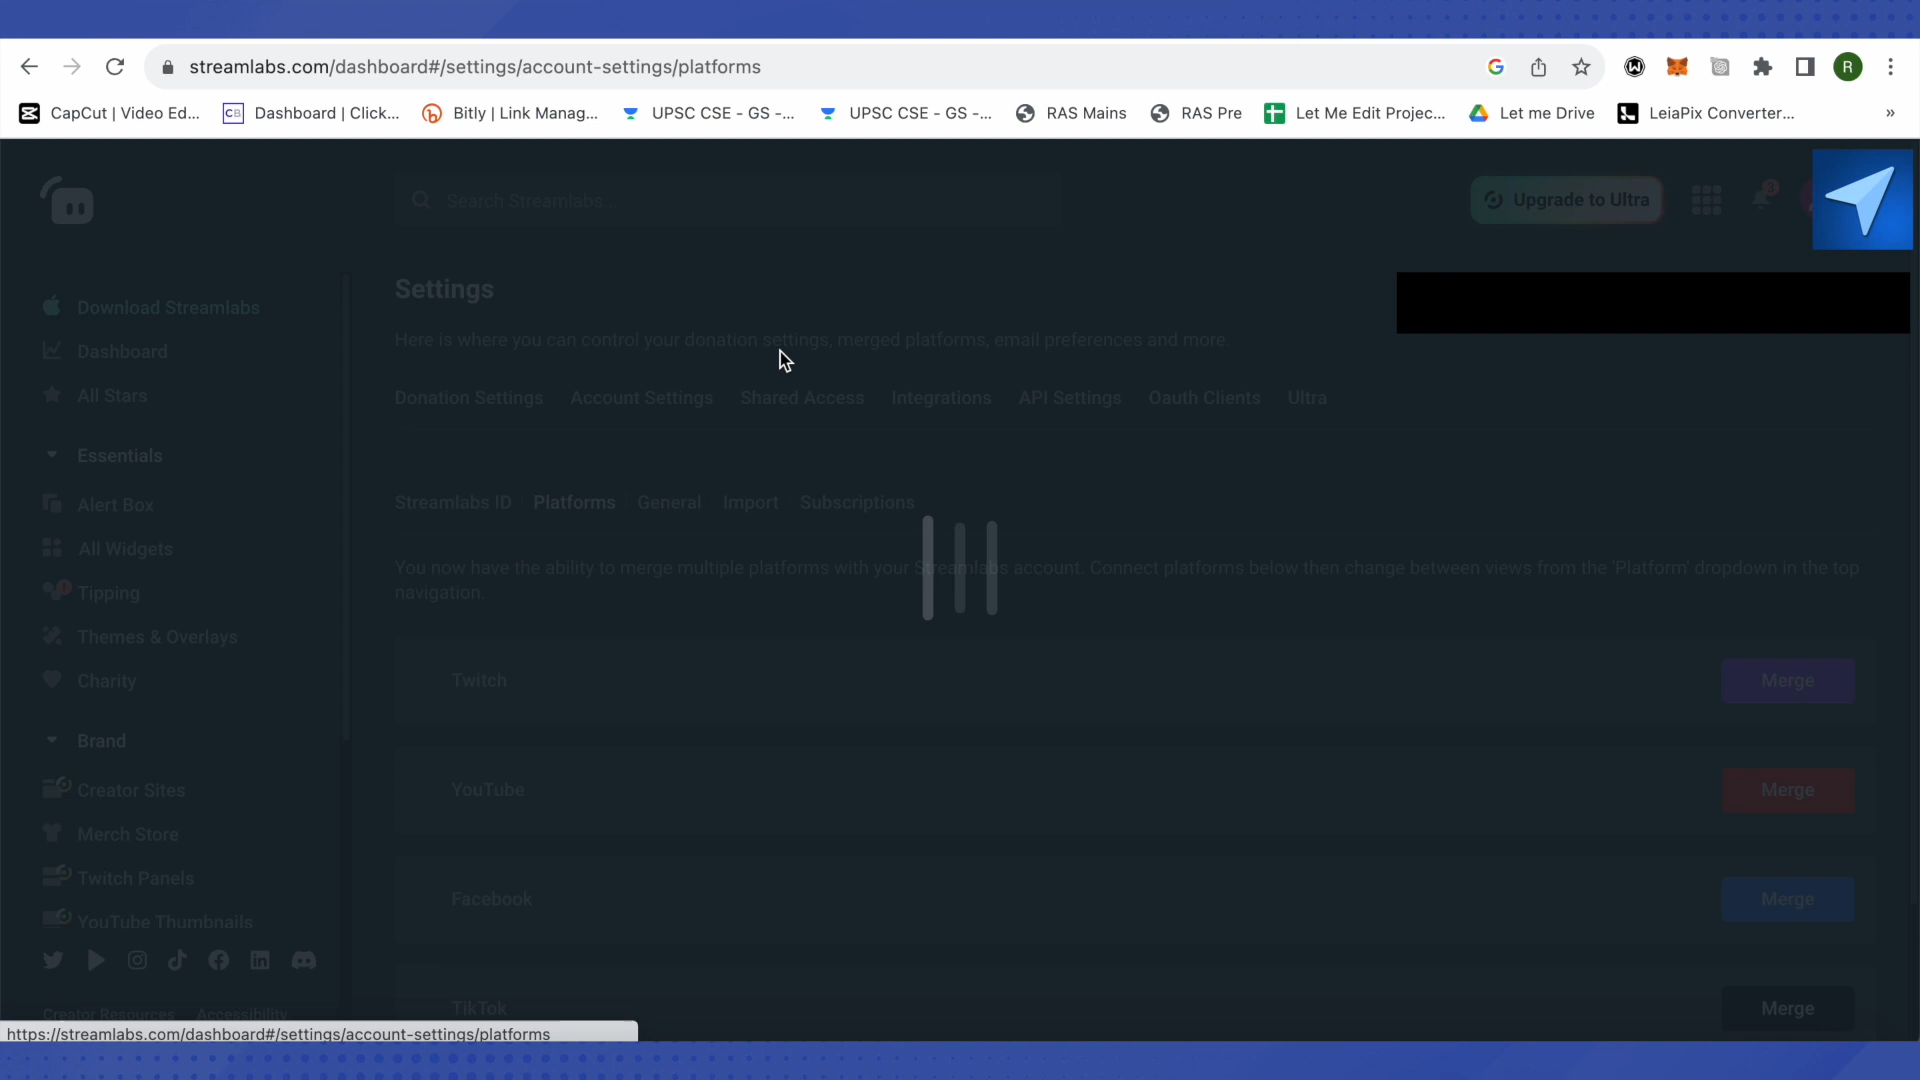 streamlabs.com/dashboard#/settings/account-settings/platforms
R
CapCut | Video Ed...
CB
Dashboard | Click...
Bitly | Link Manag...
UPSC CSE - GS -...
UPSC CSE - GS -...
RAS Mains
RAS Pre
Let Me Edit Projec...
Let me Drive
LeiaPix Converter...
»
Search Streamlabs...
Upgrade to Ultra
3
Download Streamlabs
Dashboard
All Stars
Essentials
Alert Box
All Widgets
Tipping
Themes & Overlays
Charity
Brand
Creator Sites
Merch Store
Twitch Panels
YouTube Thumbnails
Creator Resources Accessibility
Settings
Here is where you can control your donation settings, merged platforms, email preferences and more.
Donation Settings Account Settings Shared Access Integrations API Settings Oauth Clients Ultra
Streamlabs ID Platforms General Import Subscriptions
You now have the ability to merge multiple platforms with your Streamlabs account. Connect platforms below then change between views from the 'Platform' dropdown in the top
navigation.
Twitch Merge
YouTube Merge
Facebook Merge
TikTok Merge
https://streamlabs.com/dashboard#/settings/account-settings/platforms